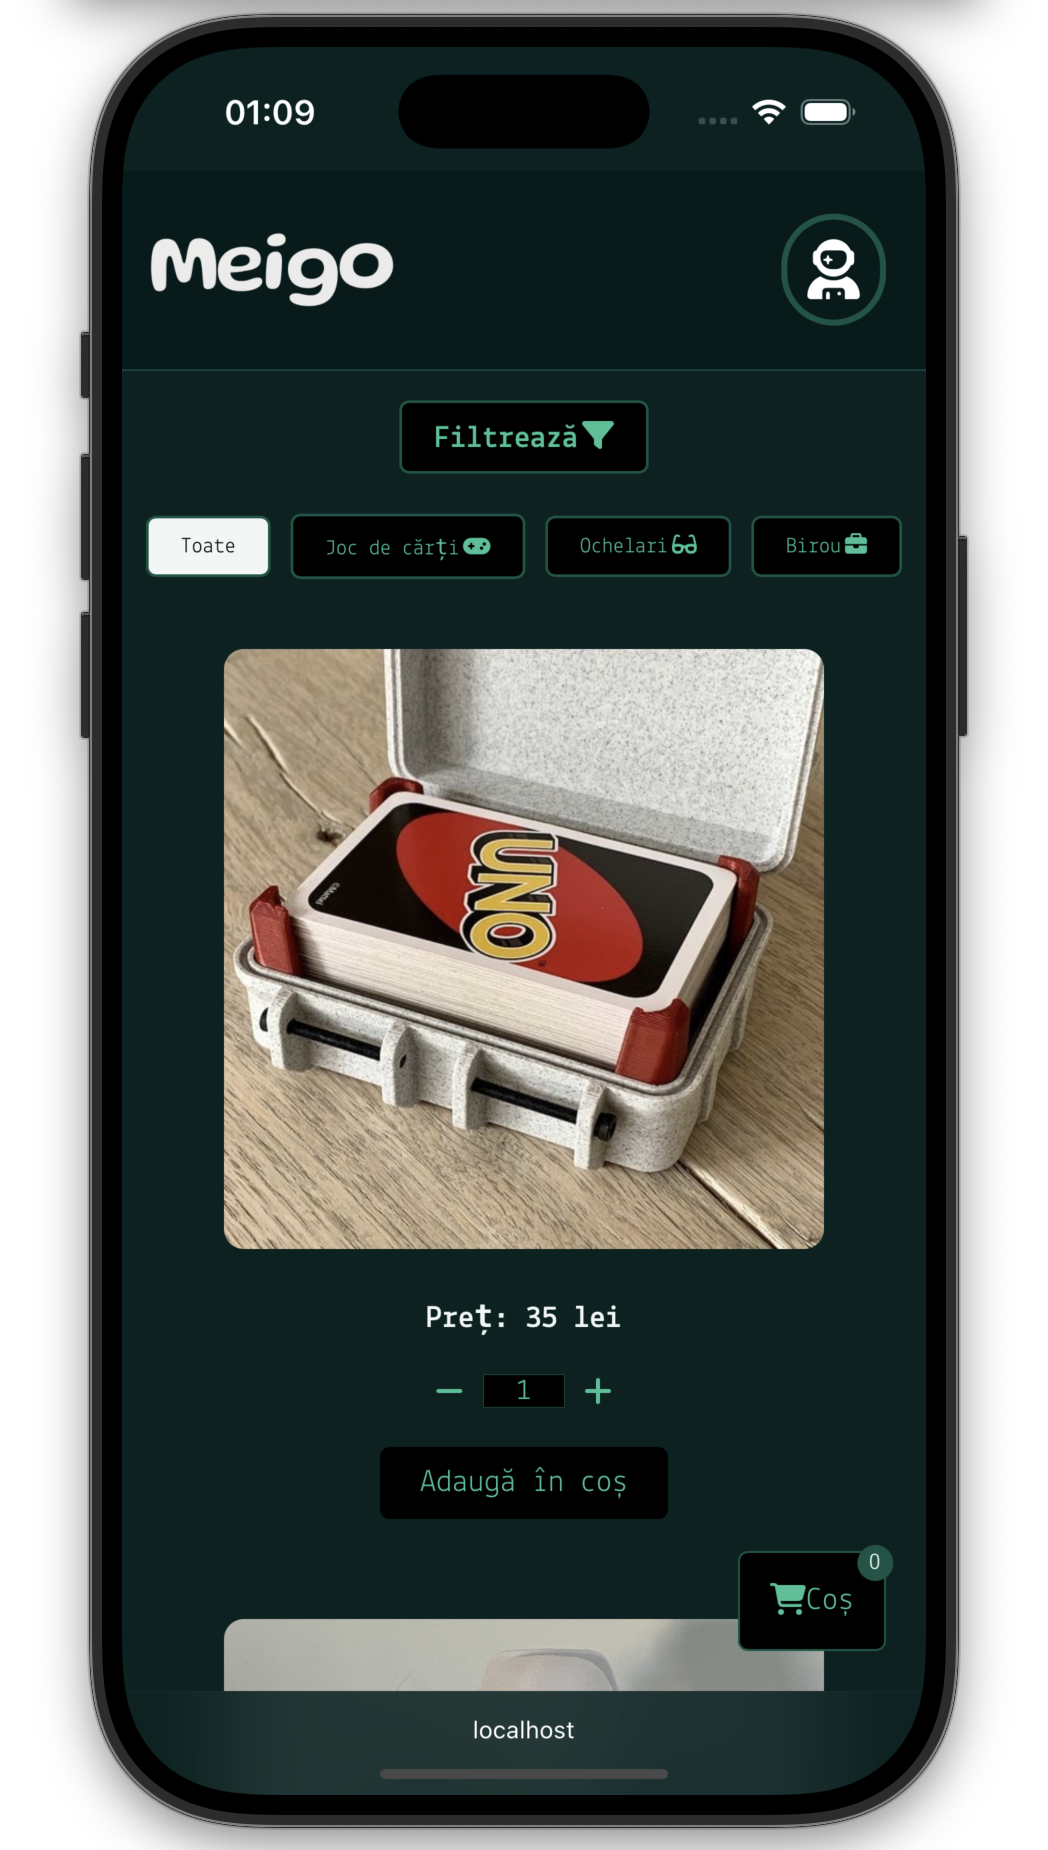 01:09
Meigo
Filtrează
Toate
Joc de cărți
Ochelari
Birou
UNO
Preț: 35 lei
1
Adaugă în coș
0
Coș
localhost